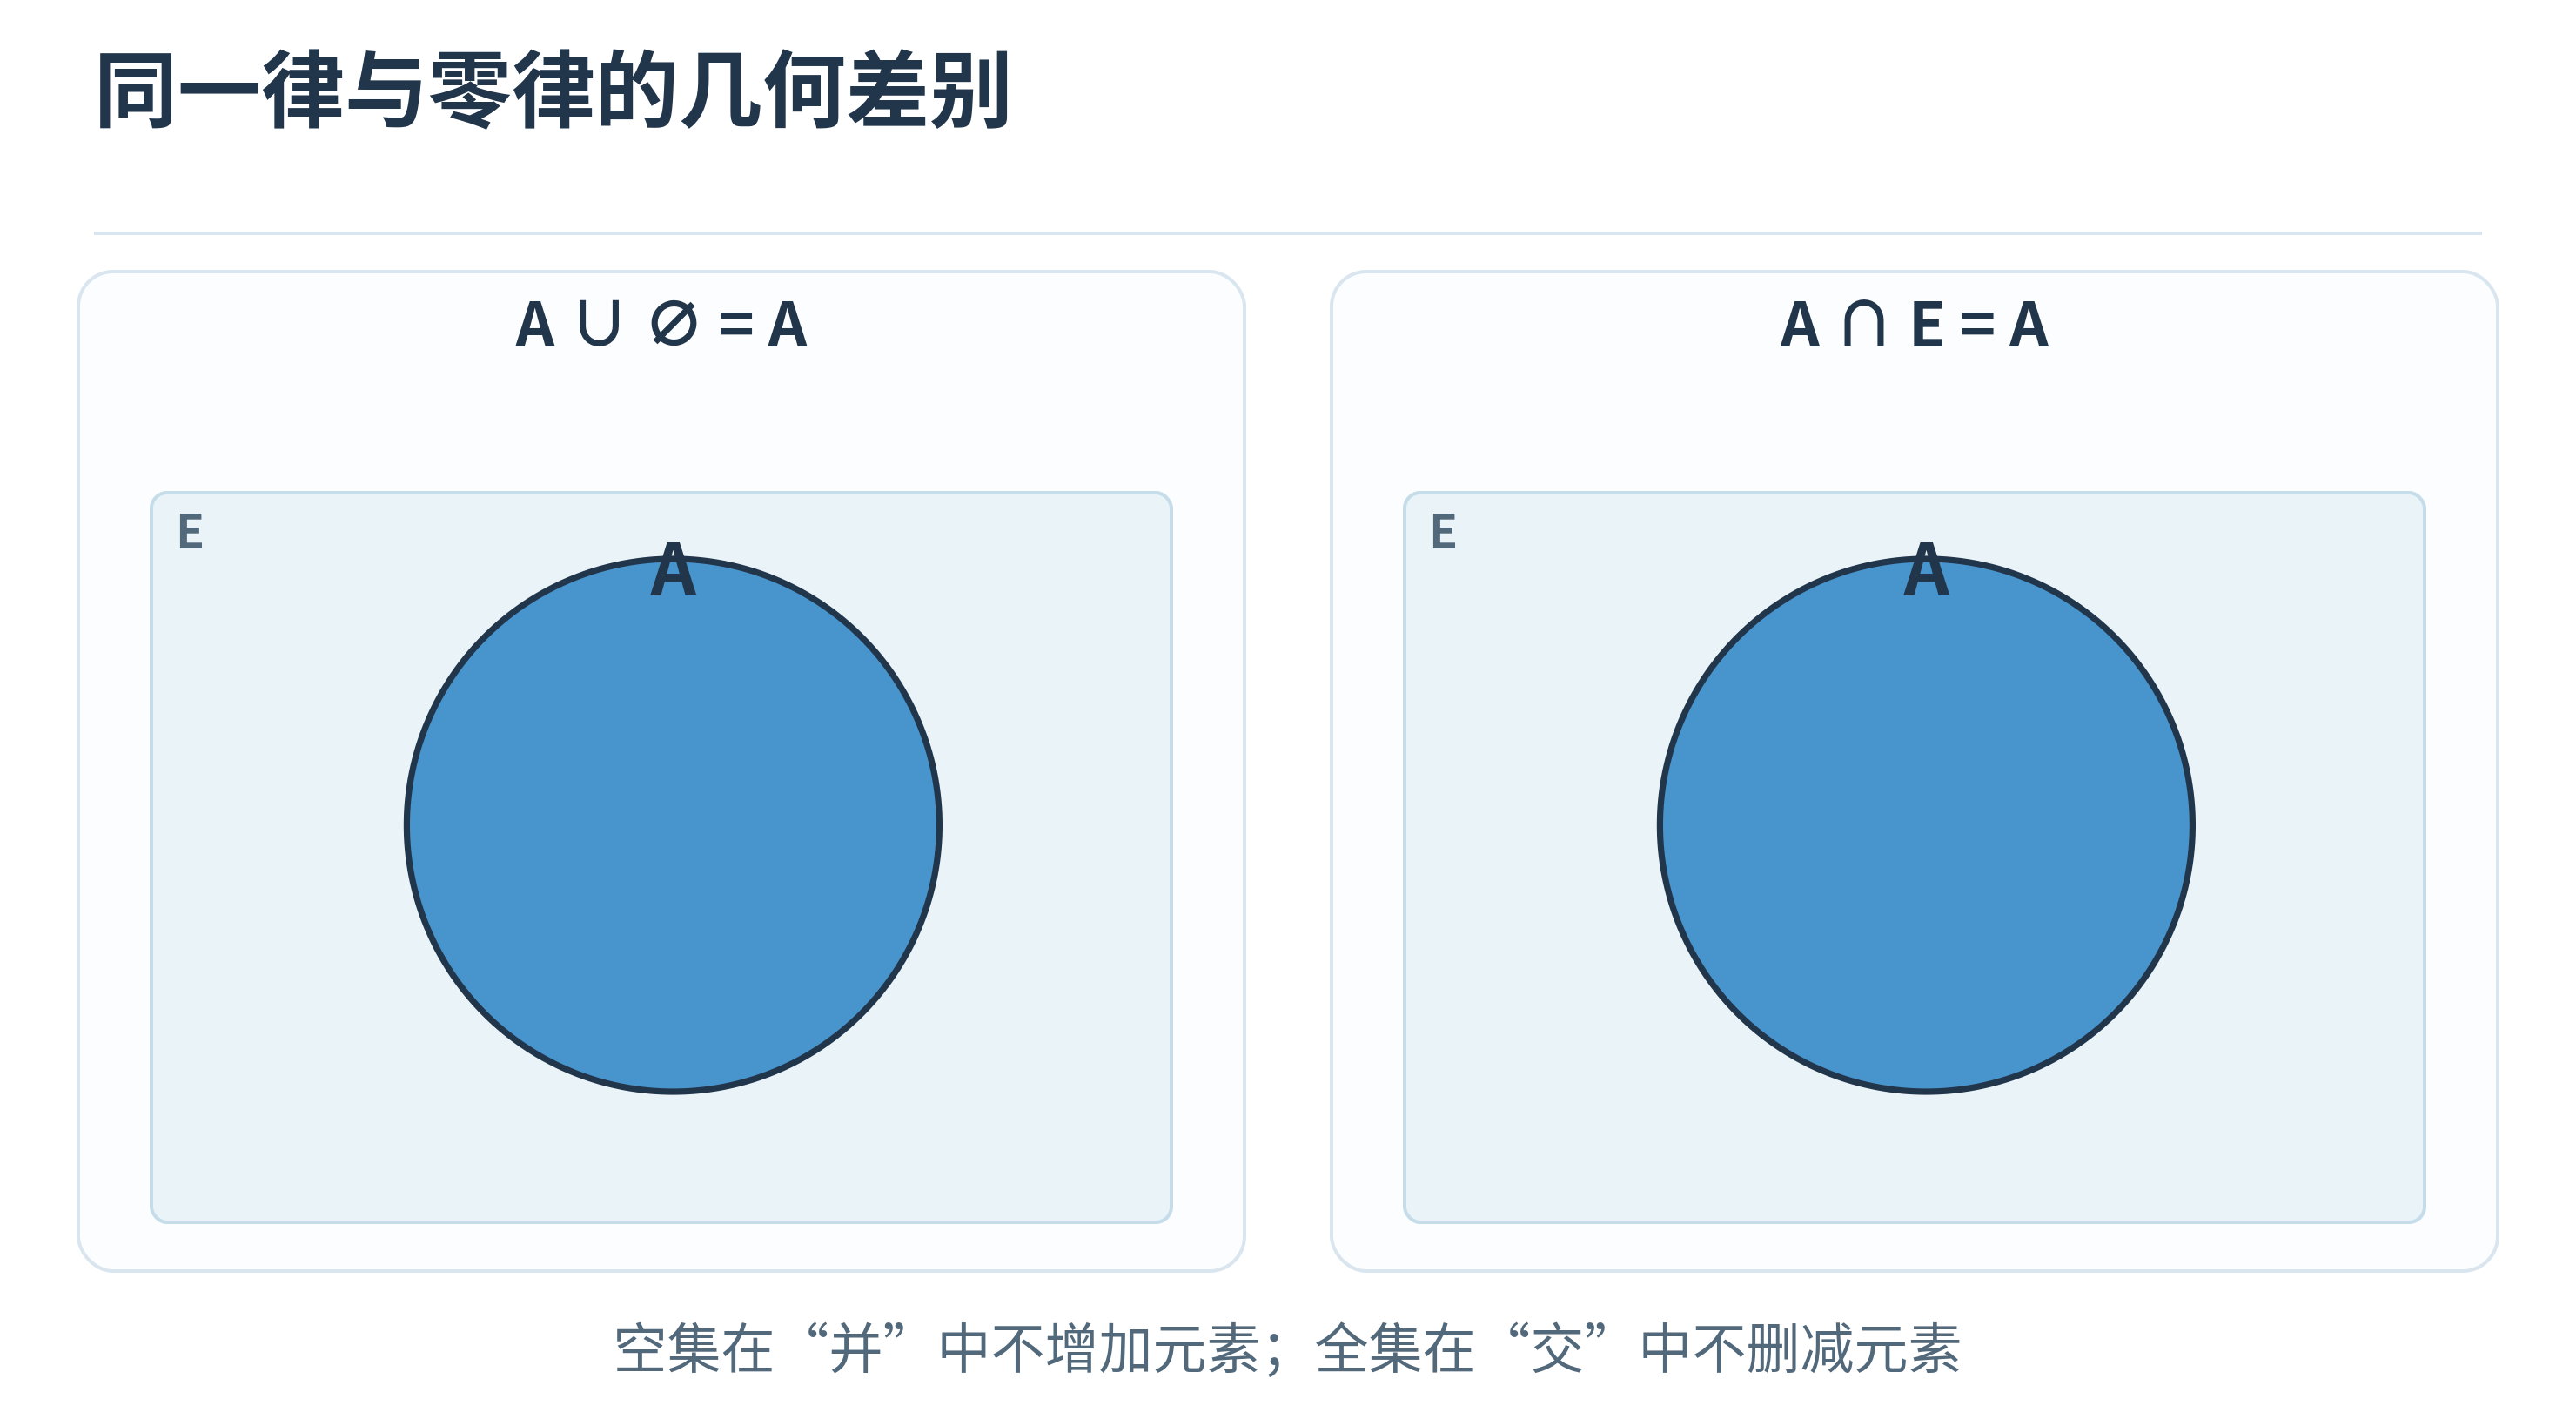 同一律与零律的几何差别
A ∪ ∅ = A
E
A
A ∩ E = A
E
A
空集在“并”中不增加元素；全集在“交”中不删减元素